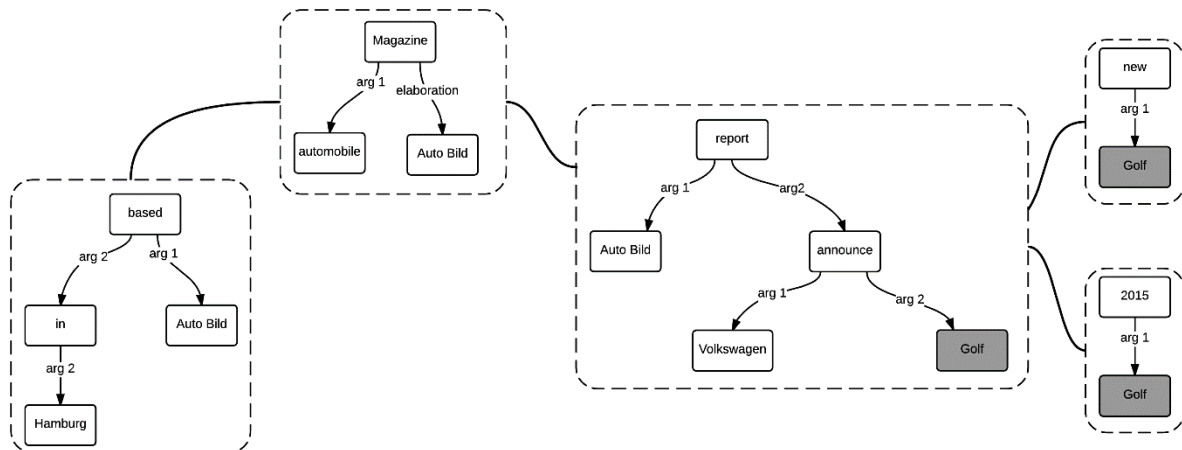 Magazine
arg 1
elaboration
automobile
Auto Bild
based
arg 2
arg 1
in
Auto Bild
arg 2
Hamburg
report
arg 1
arg2
Auto Bild
announce
arg 1
arg 2
Volkswagen
Golf
new
arg 1
Golf
2015
arg 1
Golf